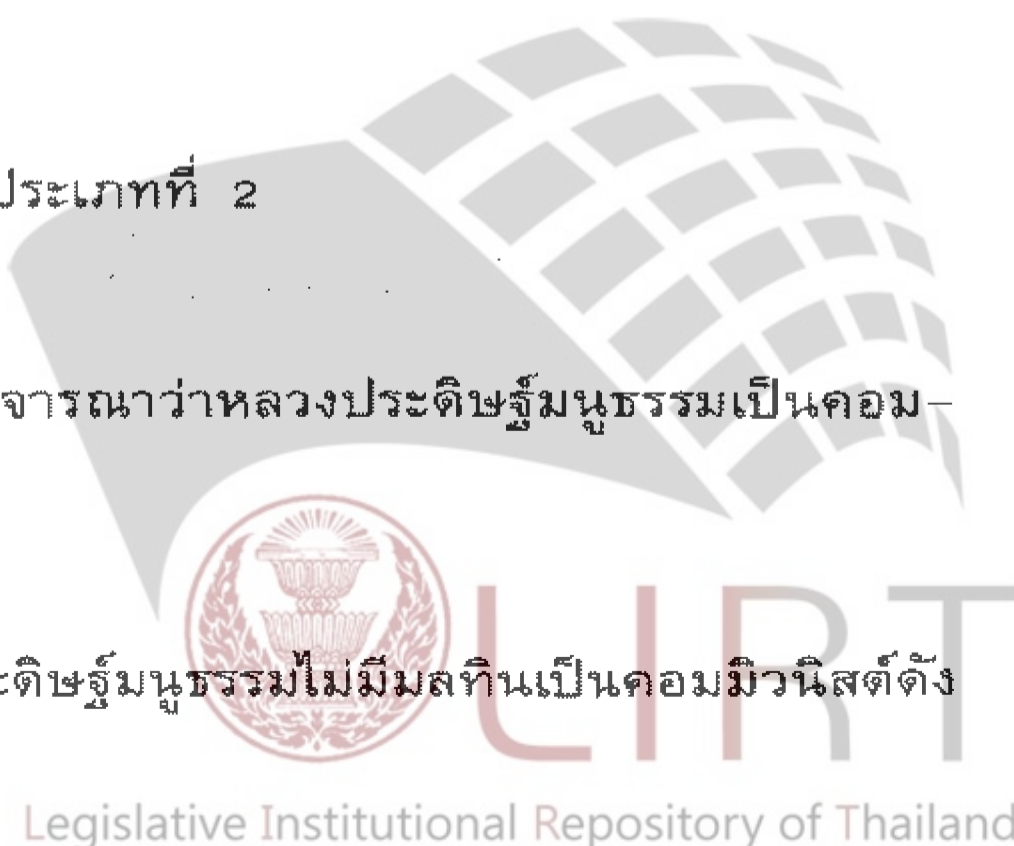 ประเภทที่ 2
จารณาว่าหลวงประดิษฐ์มนูธรรมเป็นคอม-
ะดิษฐ์มนูธรรมไม่มีมลทินเป็นคอมมิวนิสต์ดัง
LIRT
Legislative Institutional Repository of Thailand